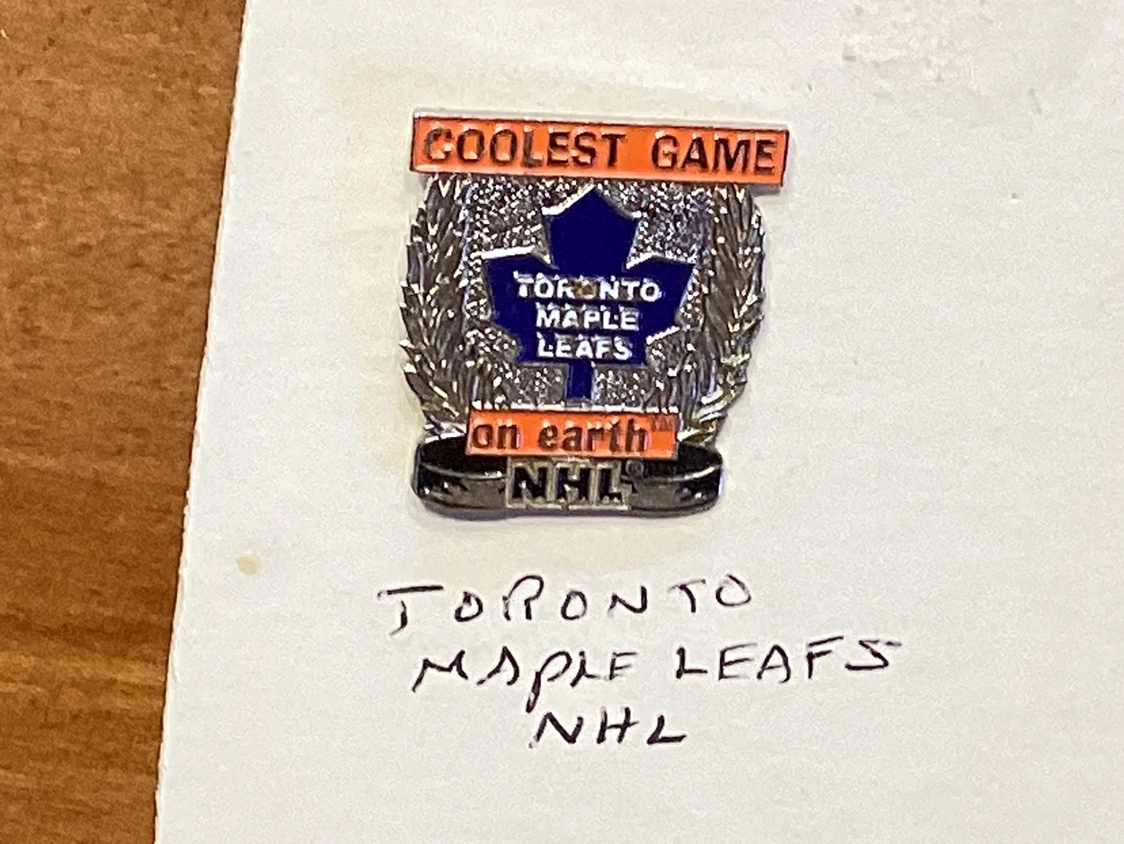 COOLEST GAME
TORONTO
MAPLE
LEAFS
on earth™
NHL®
TORONTO
MAPLE LEAFS
NHL